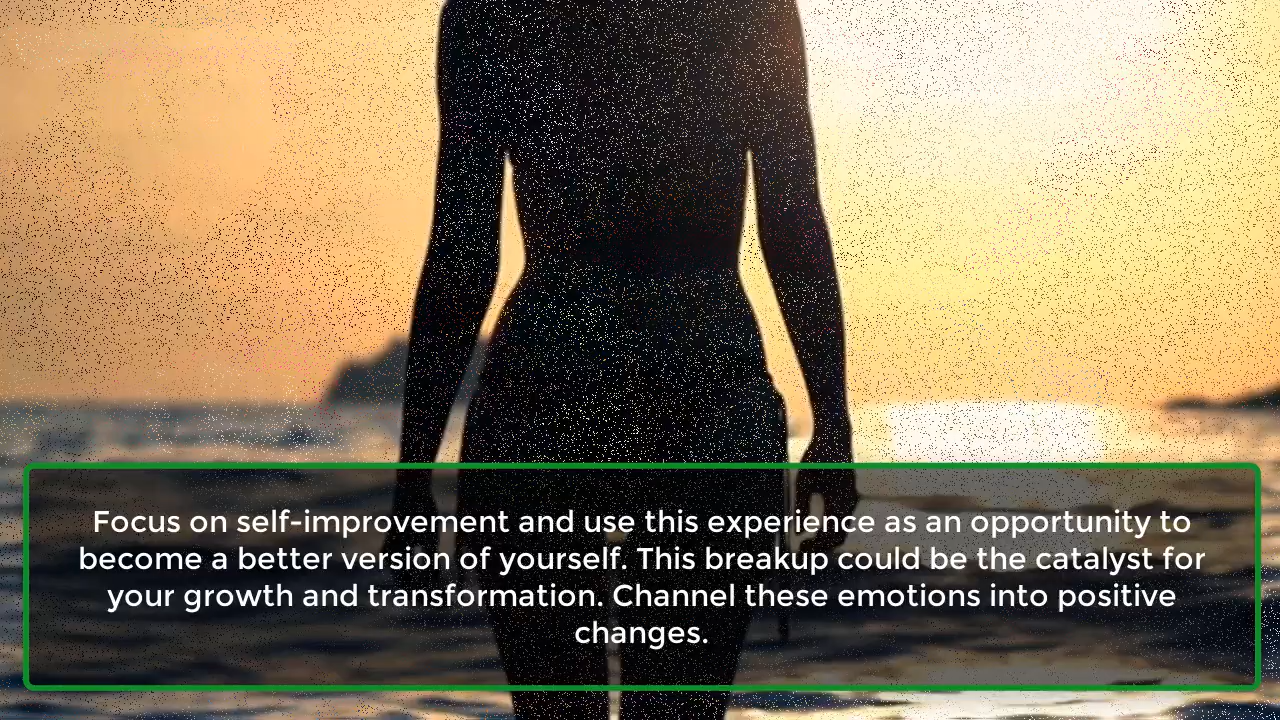 Focus on self-improvement and use this experience as an opportunity to
become a better version of yourself. This breakup could be the catalyst for
your growth and transformation. Channel these emotions into positive
changes.